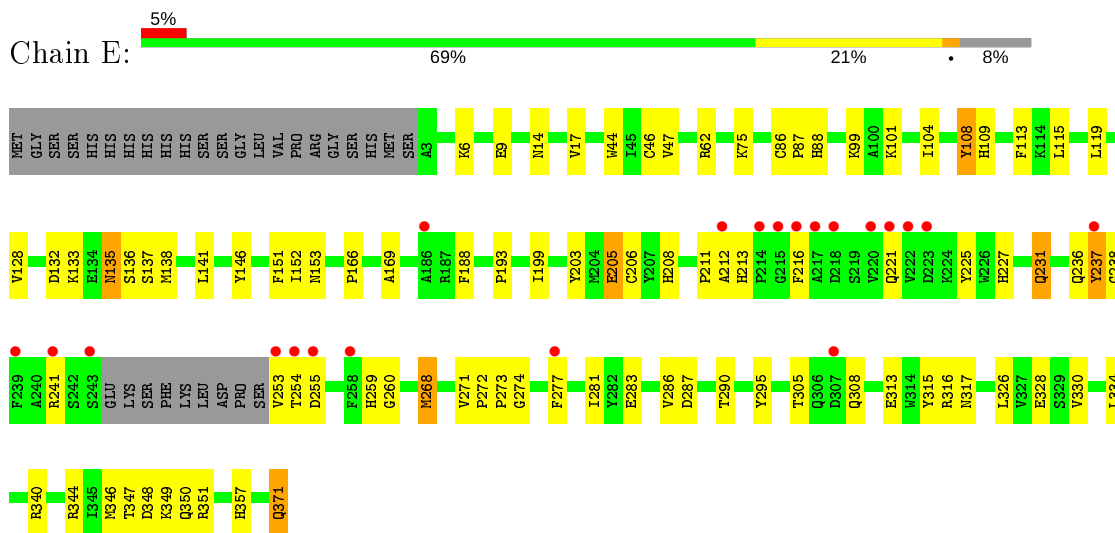 5%
Chain E:
69% 21% • 8%
MET GLY SER SER HIS HIS HIS HIS HIS HIS SER SER GLY LEU VAL PRO ARG GLY SER HIS MET SER A3 K6 E9 N14 V17 W44 I45 C46 V47 R62 K75 C86 P87 H88 K99 A100 K101 I104 Y108 H109 F113 K114 L115 L119
V128 D132 K133 E134 N135 S136 S137 M138 L141 Y146 F151 I152 N153 P166 A169 A186 R187 F188 P193 I199 Y203 M204 E205 C206 Y207 H208 P211 A212 H213 P214 G215 F216 A217 D218 S219 V220 Q221 V222 D223 K224 Y225 W226 H227 Q231 Q236 Y237 G238
F239 A240 R241 S242 S243 GLU LYS SER PHE LYS LEU ASP PRO SER V253 T254 D255 F258 H259 G260 M268 V271 P272 P273 G274 F277 I281 Y282 E283 V286 D287 T290 Y295 T305 Q306 D307 Q308 E313 W314 Y315 R316 N317 L326 V327 E328 S329 V330 L334
R340 R344 I345 M346 T347 D348 K349 Q350 R351 H357 Q371